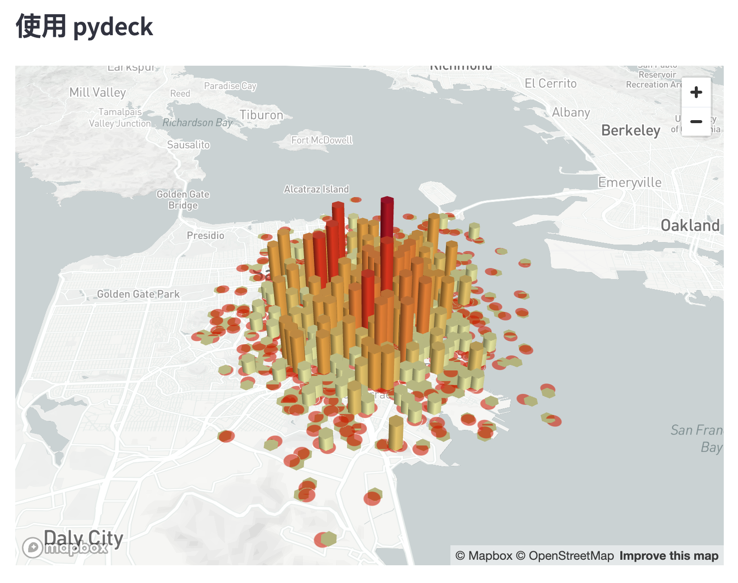 使用 pydeck
Richmond
Earkspur
Paradise Cay
El Cerrito
Reservoir
Recreation
Mill Valley
Reed
Tamalpais
Valley-Junction
Tiburon
Albany
Richardson Bay
Berkeley
Fort McDowell
Sausalito
Alcatraz Island
Emeryville
Golden Gate
Bridge
Presidio
Oakland
Golden Gate Park
San Fran
Bay
Daly City
mapbox
© Mapbox © OpenStreetMap Improve this map